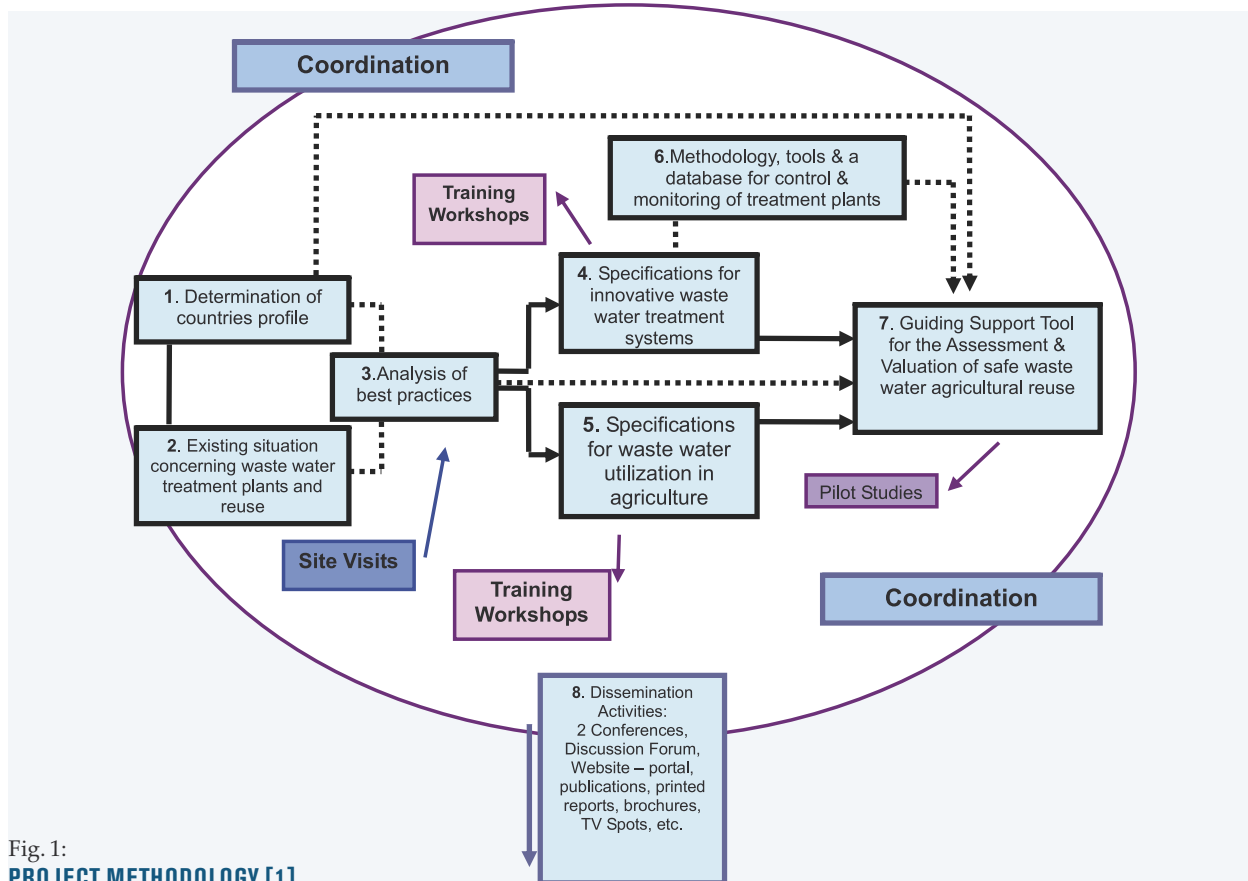 Coordination
6.Methodology, tools & a
database for control &
monitoring of treatment plants
Training
Workshops
1. Determination of
countries profile
4. Specifications for
innovative waste
water treatment
systems
7. Guiding Support Tool
for the Assessment &
Valuation of safe waste
water agricultural reuse
3.Analysis of
best practices
2. Existing situation
concerning waste water
treatment plants and
reuse
5. Specifications
for waste water
utilization in
agriculture
Pilot Studies
Site Visits
Training
Workshops
Coordination
8. Dissemination
Activities:
2 Conferences,
Discussion Forum,
Website – portal,
publications, printed
reports, brochures,
TV Spots, etc.
Fig. 1:
PROJECT METHODOLOGY [1]